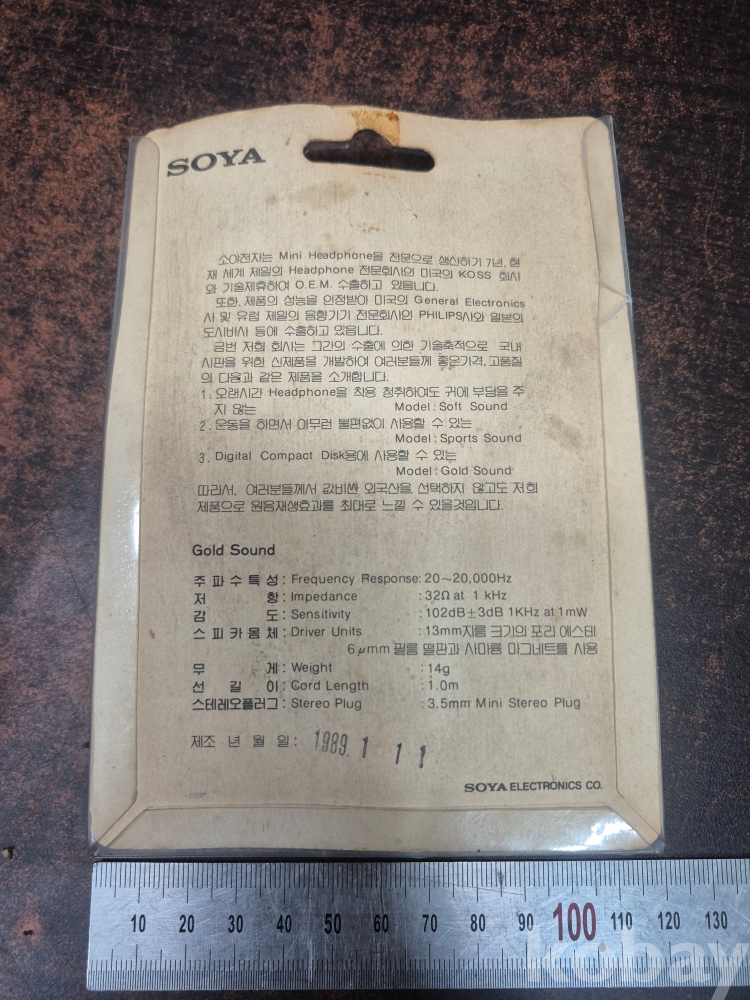 SOYA
소이전자는 Mini Headphone을 전문으로 생산하기 7년, 현
재 세계 제일의 Headphone 전문회사인 미국의 KOSS 회사
와 기술제휴하여 O.E.M. 수출하고 있읍니다.
또한, 제품의 성능을 인정받아 미국의 General Electronics
사 및 유럽 제일의 음향기기 전문회사인 PHILIPS사와 일본의
도시바사 등에 수출하고 있읍니다.
금번 저희 회사는 그간의 수출에 의한 기술축적으로 국내
시판을 위한 신제품을 개발하여 여러분들께 좋은가격, 고품질
의 다음과 같은 제품을 소개합니다.
1. 오랜시간 Headphone을 착용 청취하여도 귀에 부담을 주
지 않는 Model: Soft Sound
2. 운동을 하면서 아무런 불편없이 사용할 수 있는
Model: Sports Sound
3. Digital Compact Disk용에 사용할 수 있는
Model: Gold Sound
따라서, 여러분들께서 값비싼 외국산을 선택하지 않고도 저희
제품으로 원음재생효과를 최대로 느낄 수 있을것입니다.
Gold Sound
주파수특성: Frequency Response: 20~20,000Hz
저 항: Impedance : 32Ω at 1 kHz
감 도: Sensitivity : 102dB±3dB 1KHz at 1mW
스피카몸체: Driver Units : 13mm지름 크기의 포리에스테
6μmm 필름 떨판과 사마륨 마그네트를 사용
무 게: Weight : 14g
선 길 이: Cord Length : 1.0m
스테레오플러그: Stereo Plug : 3.5mm Mini Stereo Plug
제조 년 월 일: 1989. 1 11
SOYA ELECTRONICS CO.
10 20 30 40 50 60 70 80 90 100 110 120 130
kobay